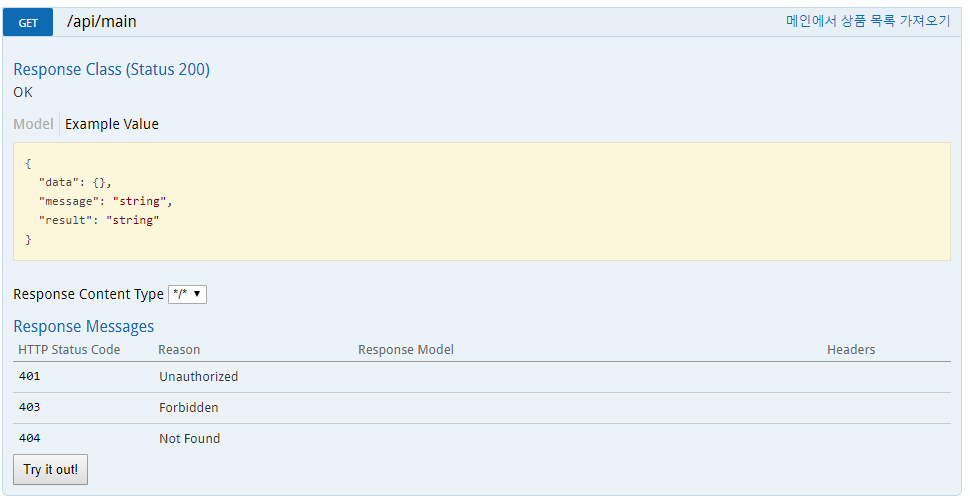 GET /api/main 메인에서 상품 목록 가져오기
Response Class (Status 200)
OK
Model Example Value
{
  "data": {},
  "message": "string",
  "result": "string"
}
Response Content Type */* ▼
Response Messages
HTTP Status Code Reason Response Model Headers
401 Unauthorized
403 Forbidden
404 Not Found
Try it out!